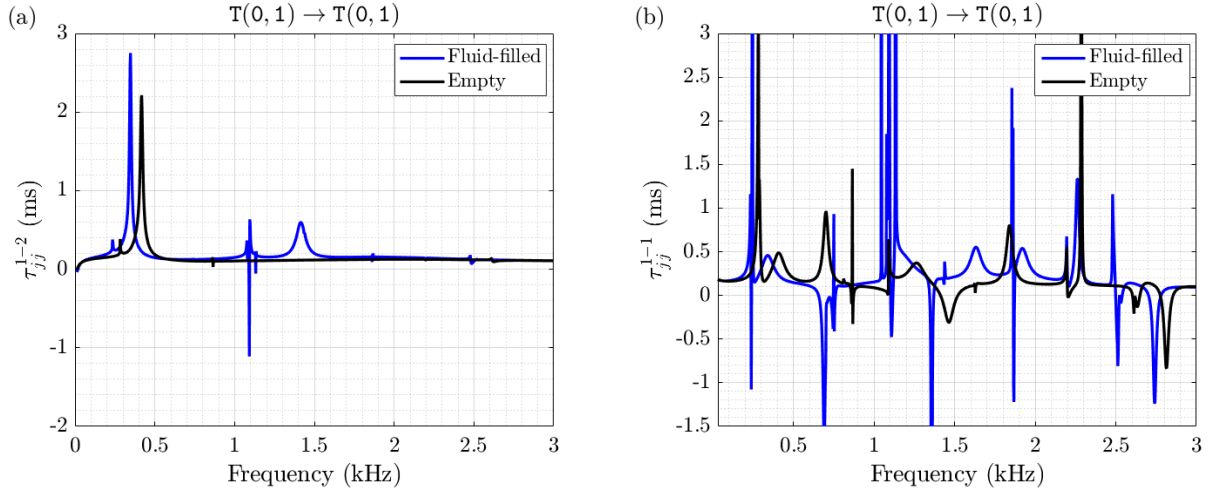 (a)
T(0, 1) → T(0, 1)
3
2
1
0
-1
-2
τ_{jj}^{1−2} (ms)
Fluid-filled
Empty
0
0.5
1
1.5
2
2.5
3
Frequency (kHz)
(b)
T(0, 1) → T(0, 1)
3
2.5
2
1.5
1
0.5
0
0.5
-1
-1.5
τ_{jj}^{1−1} (ms)
Fluid-filled
Empty
0.5
1
1.5
2
2.5
3
Frequency (kHz)